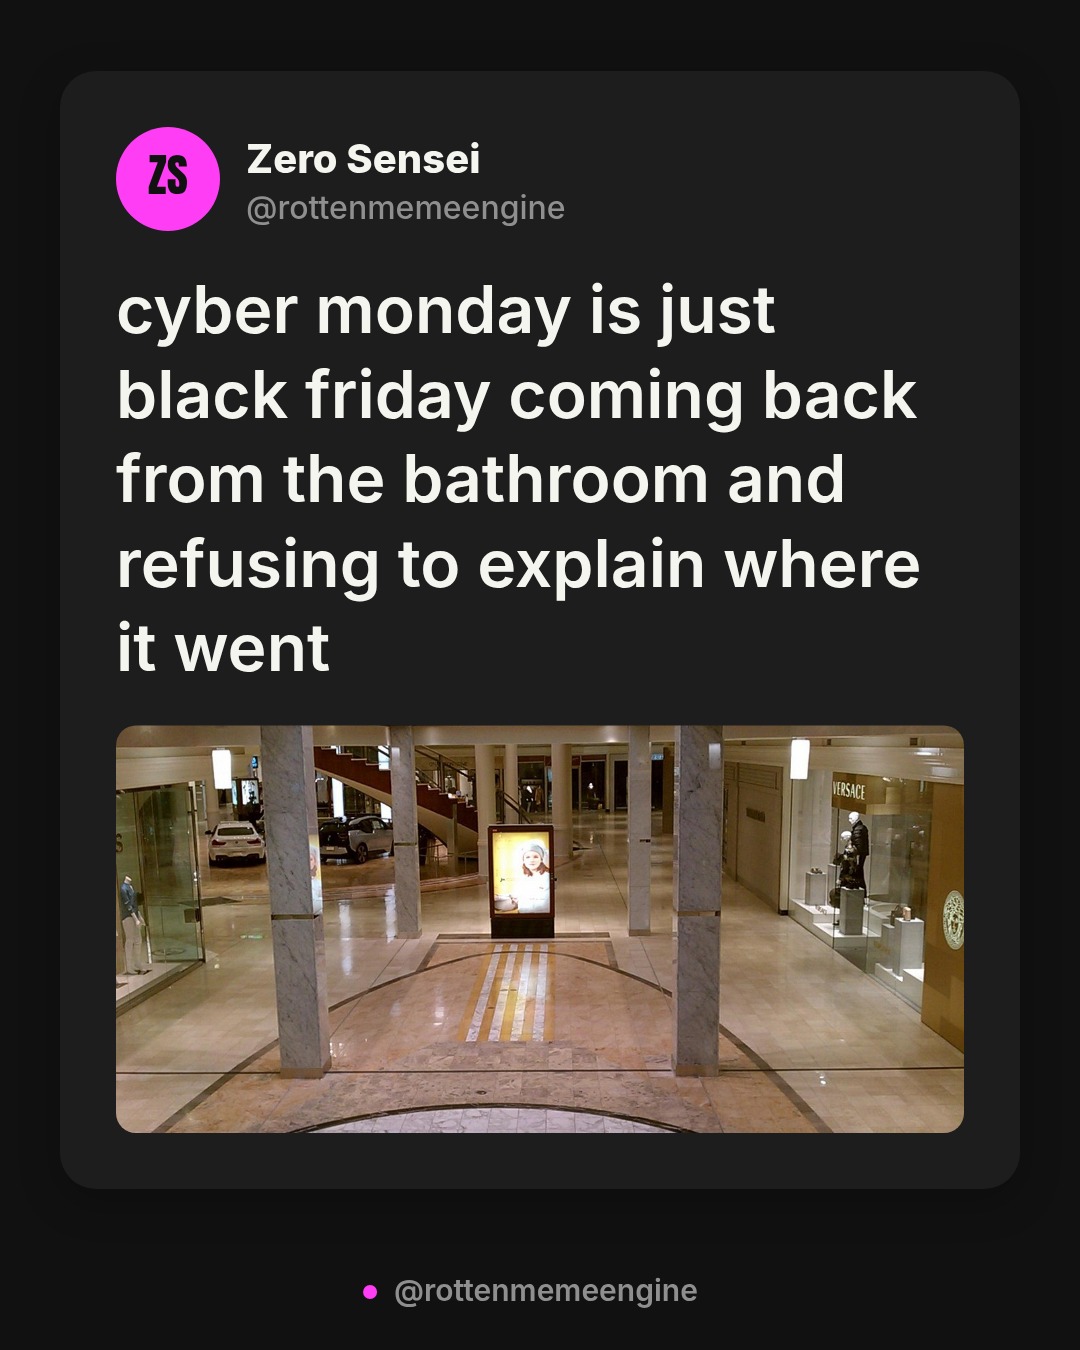 ZS
Zero Sensei
@rottenmemeengine
cyber monday is just
black friday coming back
from the bathroom and
refusing to explain where
it went
VERSACE
@rottenmemeengine